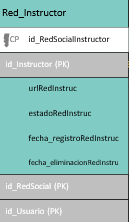 Red_Instructor
CP id_RedSocialInstructor
id_Instructor (PK)
urlRedinstruc
estadoRedInstruc
fecha_registroRedInstruc
fecha_eliminacionRedInstru
id_RedSocial (PK)
id_Usuario (PK)